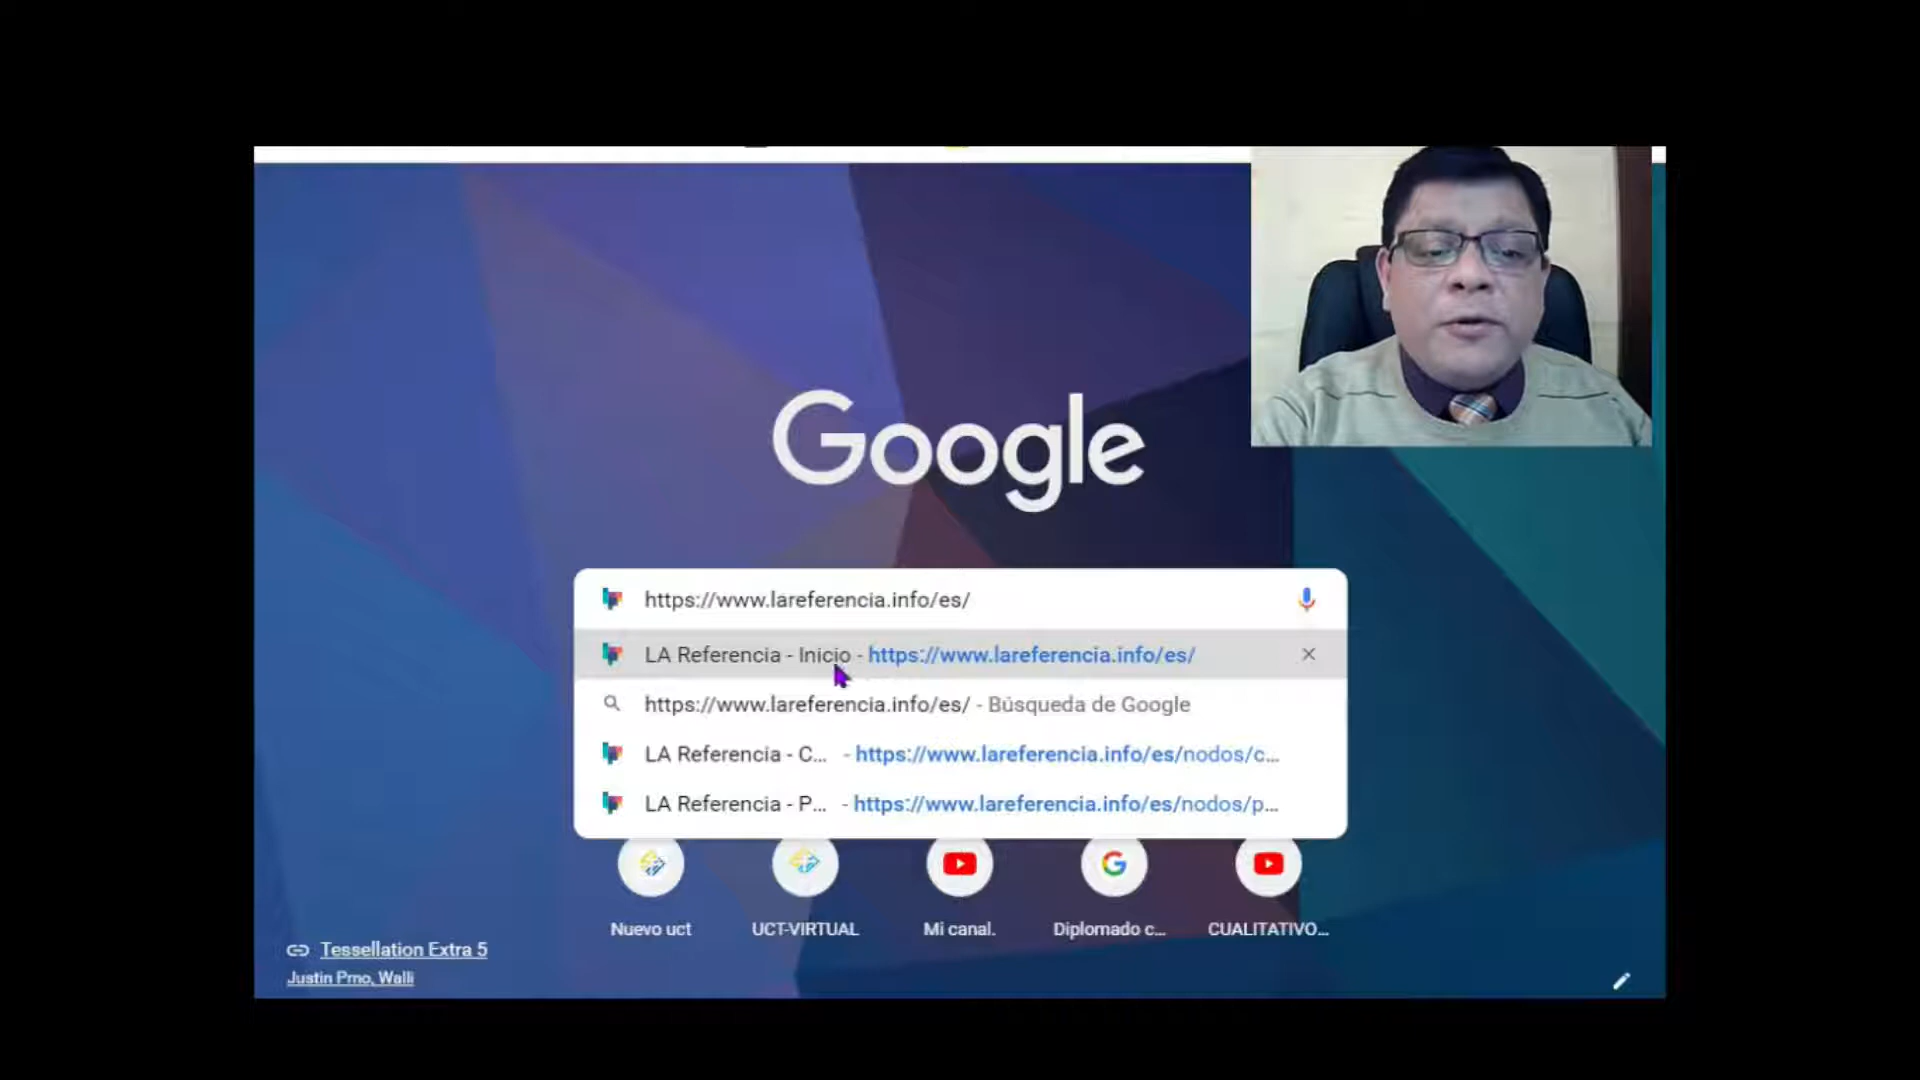 Google
https://www.lareferencia.info/es/
LA Referencia - Inicio - https://www.lareferencia.info/es/
https://www.lareferencia.info/es/ - Búsqueda de Google
LA Referencia - C... - https://www.lareferencia.info/es/nodos/c...
LA Referencia - P... - https://www.lareferencia.info/es/nodos/p...
Nuevo uct
UCT-VIRTUAL
Mi canal.
Diplomado c...
CUALITATIVO...
Tessellation Extra 5
Justin Prno, Walli